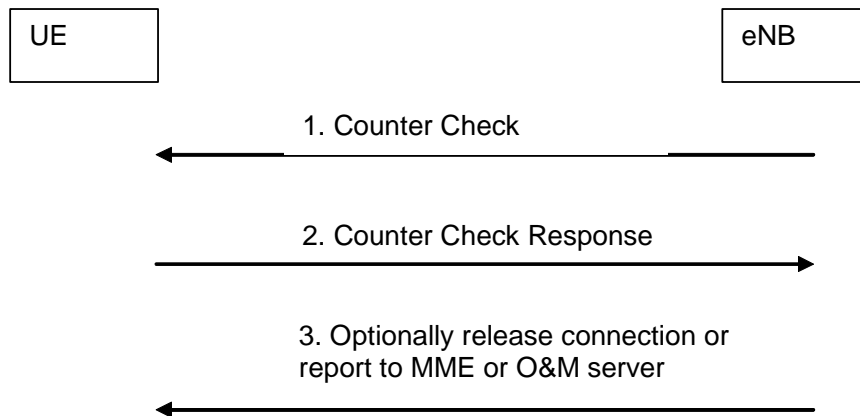 UE
eNB
1. Counter Check
2. Counter Check Response
3. Optionally release connection or
report to MME or O&M server